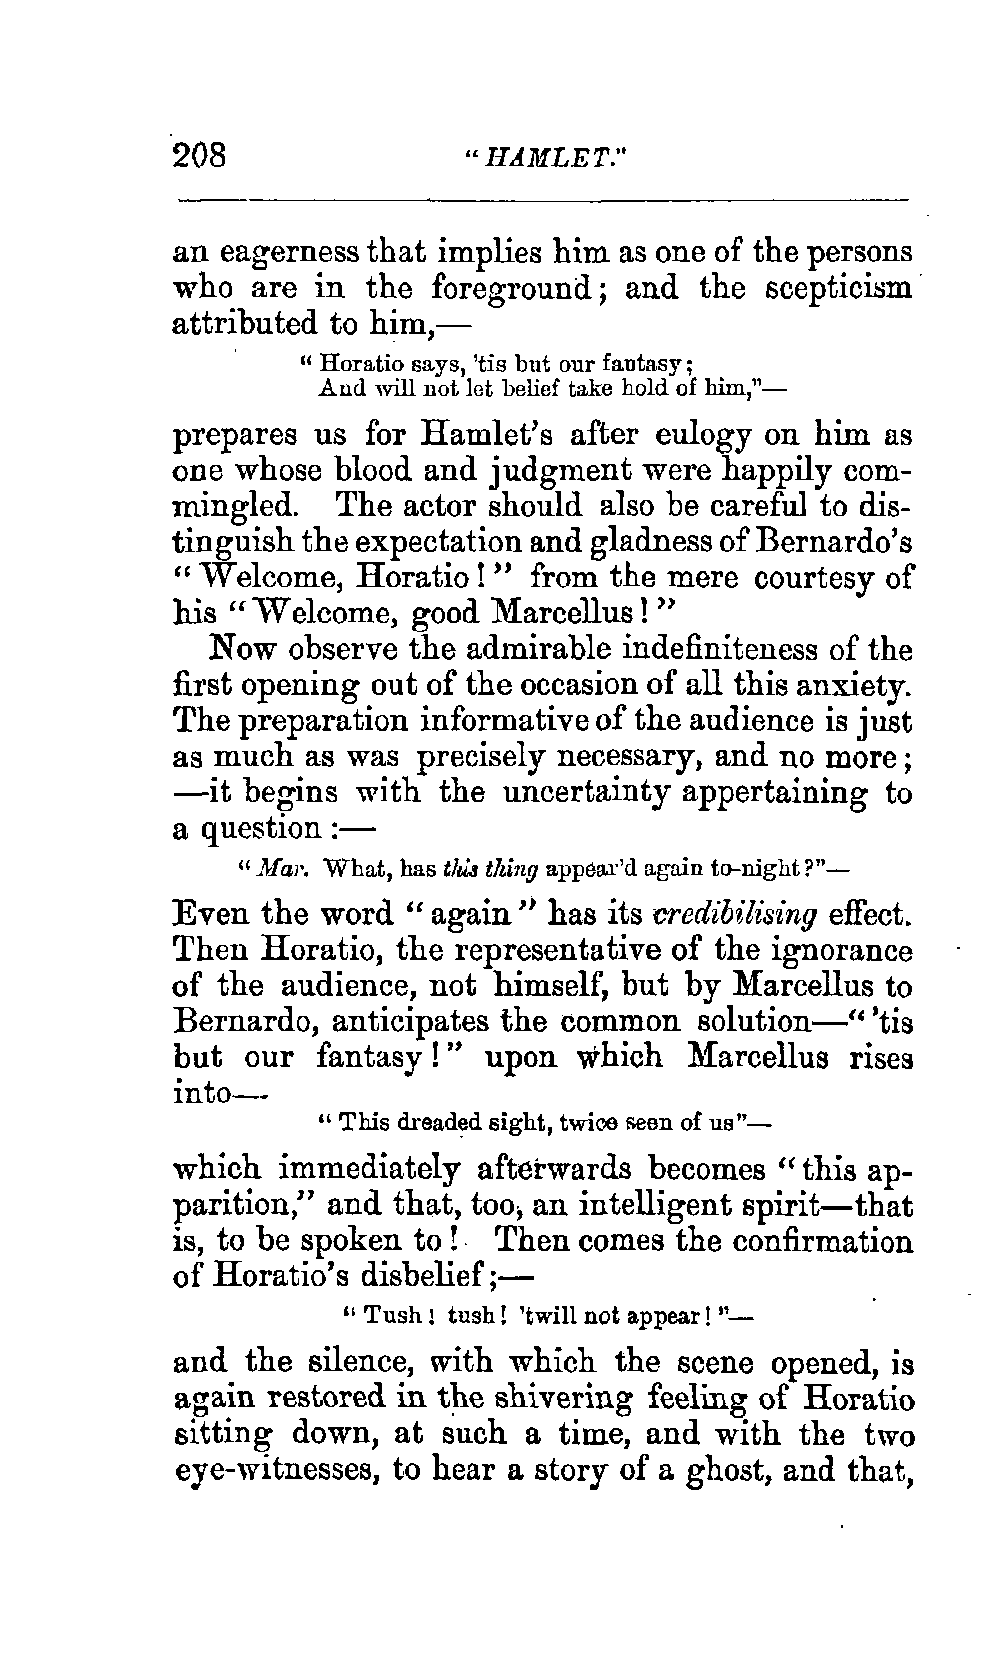 208 "HAMLET."
an eagerness that implies him as one of the persons
who are in the foreground; and the scepticism
attributed to him,—
"Horatio says, 'tis but our fantasy;
And will not let belief take hold of him,"—
prepares us for Hamlet's after eulogy on him as
one whose blood and judgment were happily com-
mingled. The actor should also be careful to dis-
tinguish the expectation and gladness of Bernardo's
"Welcome, Horatio!" from the mere courtesy of
his "Welcome, good Marcellus!"
Now observe the admirable indefiniteness of the
first opening out of the occasion of all this anxiety.
The preparation informative of the audience is just
as much as was precisely necessary, and no more;
—it begins with the uncertainty appertaining to
a question:—
"Mar. What, has this thing appear'd again to-night?"—
Even the word "again" has its credibilising effect.
Then Horatio, the representative of the ignorance
of the audience, not himself, but by Marcellus to
Bernardo, anticipates the common solution—"'tis
but our fantasy!" upon which Marcellus rises
into—
"This dreaded sight, twice seen of us"—
which immediately afterwards becomes "this ap-
parition," and that, too, an intelligent spirit—that
is, to be spoken to! Then comes the confirmation
of Horatio's disbelief;—
"Tush! tush! 'twill not appear!"—
and the silence, with which the scene opened, is
again restored in the shivering feeling of Horatio
sitting down, at such a time, and with the two
eye-witnesses, to hear a story of a ghost, and that,